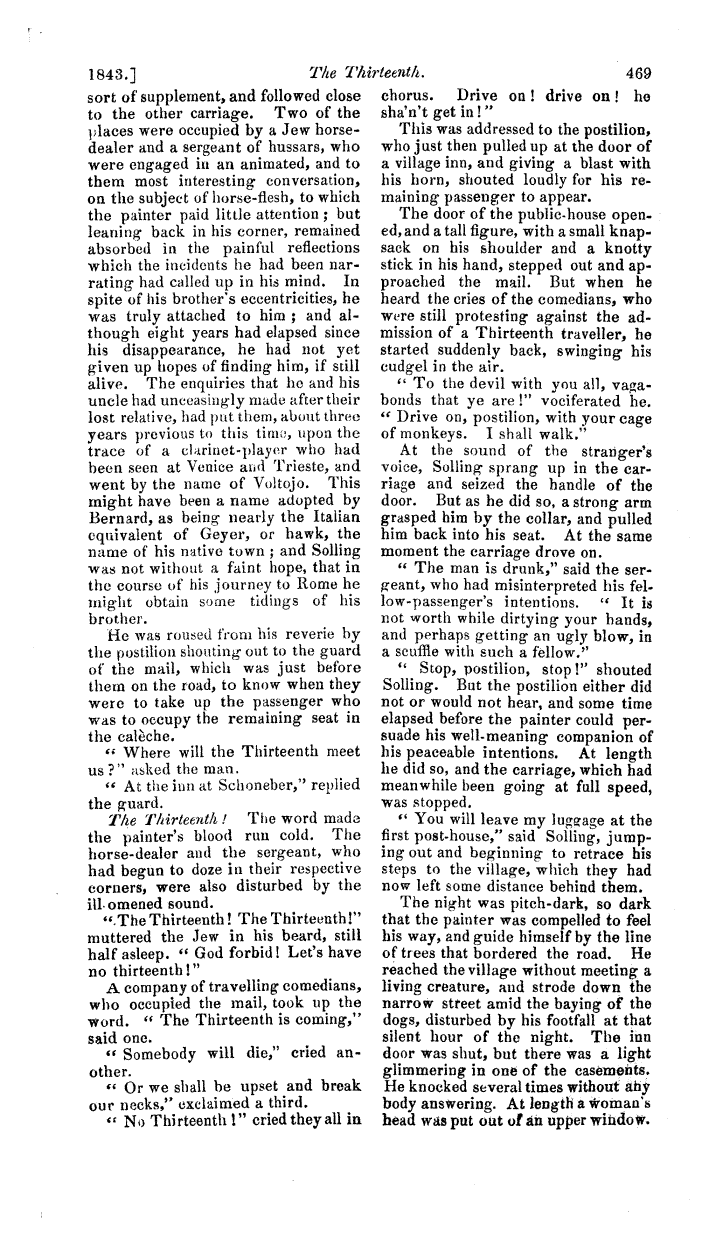 1843.] The Thirteenth. 469
sort of supplement, and followed close
to the other carriage. Two of the
places were occupied by a Jew horse-
dealer and a sergeant of hussars, who
were engaged in an animated, and to
them most interesting conversation,
on the subject of horse-flesh, to which
the painter paid little attention; but
leaning back in his corner, remained
absorbed in the painful reflections
which the incidents he had been nar-
rating had called up in his mind. In
spite of his brother's eccentricities, he
was truly attached to him; and al-
though eight years had elapsed since
his disappearance, he had not yet
given up hopes of finding him, if still
alive. The enquiries that he and his
uncle had unceasingly made after their
lost relative, had put them, about three
years previous to this time, upon the
trace of a clarinet-player who had
been seen at Venice and Trieste, and
went by the name of Voltojo. This
might have been a name adopted by
Bernard, as being nearly the Italian
equivalent of Geyer, or hawk, the
name of his native town; and Solling
was not without a faint hope, that in
the course of his journey to Rome he
might obtain some tidings of his
brother.
He was roused from his reverie by
the postilion shouting out to the guard
of the mail, which was just before
them on the road, to know when they
were to take up the passenger who
was to occupy the remaining seat in
the calèche.
"Where will the Thirteenth meet
us?" asked the man.
"At the inn at Schoneber," replied
the guard.
The Thirteenth! The word made
the painter's blood run cold. The
horse-dealer and the sergeant, who
had begun to doze in their respective
corners, were also disturbed by the
ill-omened sound.
"The Thirteenth! The Thirteenth!"
muttered the Jew in his beard, still
half asleep. "God forbid! Let's have
no thirteenth!"
A company of travelling comedians,
who occupied the mail, took up the
word. "The Thirteenth is coming,"
said one.
"Somebody will die," cried an-
other.
"Or we shall be upset and break
our necks," exclaimed a third.
"No Thirteenth!" cried they all in
chorus. Drive on! drive on! he
sha'n't get in!"
This was addressed to the postilion,
who just then pulled up at the door of
a village inn, and giving a blast with
his horn, shouted loudly for his re-
maining passenger to appear.
The door of the public-house open-
ed, and a tall figure, with a small knap-
sack on his shoulder and a knotty
stick in his hand, stepped out and ap-
proached the mail. But when he
heard the cries of the comedians, who
were still protesting against the ad-
mission of a Thirteenth traveller, he
started suddenly back, swinging his
cudgel in the air.
"To the devil with you all, vaga-
bonds that ye are!" vociferated he.
"Drive on, postilion, with your cage
of monkeys. I shall walk."
At the sound of the stranger's
voice, Solling sprang up in the car-
riage and seized the handle of the
door. But as he did so, a strong arm
grasped him by the collar, and pulled
him back into his seat. At the same
moment the carriage drove on.
"The man is drunk," said the ser-
geant, who had misinterpreted his fel-
low-passenger's intentions. "It is
not worth while dirtying your hands,
and perhaps getting an ugly blow, in
a scuffle with such a fellow."
"Stop, postilion, stop!" shouted
Solling. But the postilion either did
not or would not hear, and some time
elapsed before the painter could per-
suade his well-meaning companion of
his peaceable intentions. At length
he did so, and the carriage, which had
meanwhile been going at full speed,
was stopped.
"You will leave my luggage at the
first post-house," said Solling, jump-
ing out and beginning to retrace his
steps to the village, which they had
now left some distance behind them.
The night was pitch-dark, so dark
that the painter was compelled to feel
his way, and guide himself by the line
of trees that bordered the road. He
reached the village without meeting a
living creature, and strode down the
narrow street amid the baying of the
dogs, disturbed by his footfall at that
silent hour of the night. The inn
door was shut, but there was a light
glimmering in one of the casements.
He knocked several times without any
body answering. At length a woman's
head was put out of an upper window.